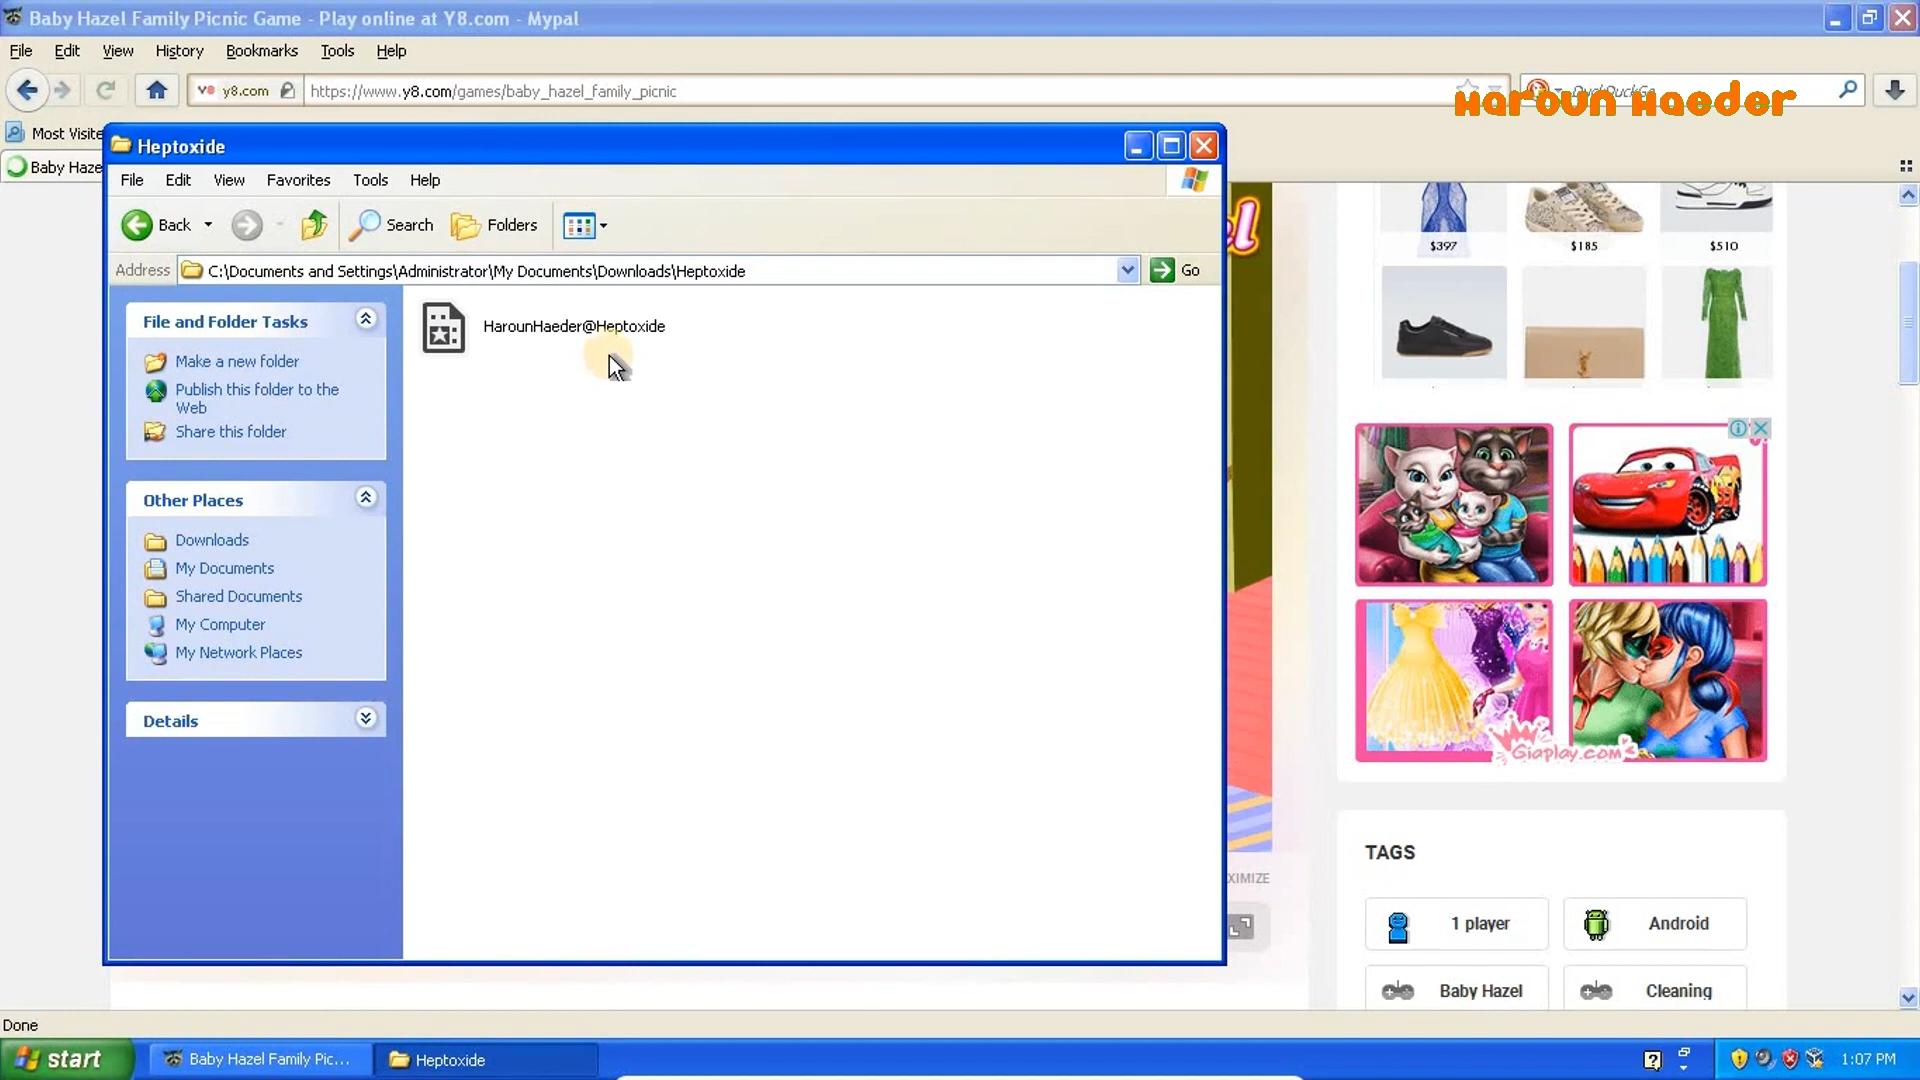 Baby Hazel Family Picnic Game - Play online at Y8.com - Mypal
File Edit View History Bookmarks Tools Help
y8.com https://www.y8.com/games/baby_hazel_family_picnic DuckDuckGo
Haroun Haeder
Most Visite
Baby Haze
Heptoxide
File Edit View Favorites Tools Help
Back Search Folders
Address C:\Documents and Settings\Administrator\My Documents\Downloads\Heptoxide Go
File and Folder Tasks
Make a new folder
Publish this folder to the
Web
Share this folder
Other Places
Downloads
My Documents
Shared Documents
My Computer
My Network Places
Details
HarounHaeder@Heptoxide
el
$397 $185 $510
Giaplay.com
XIMIZE
TAGS
1 player Android
Baby Hazel Cleaning
Done
start Baby Hazel Family Pic... Heptoxide 1:07 PM